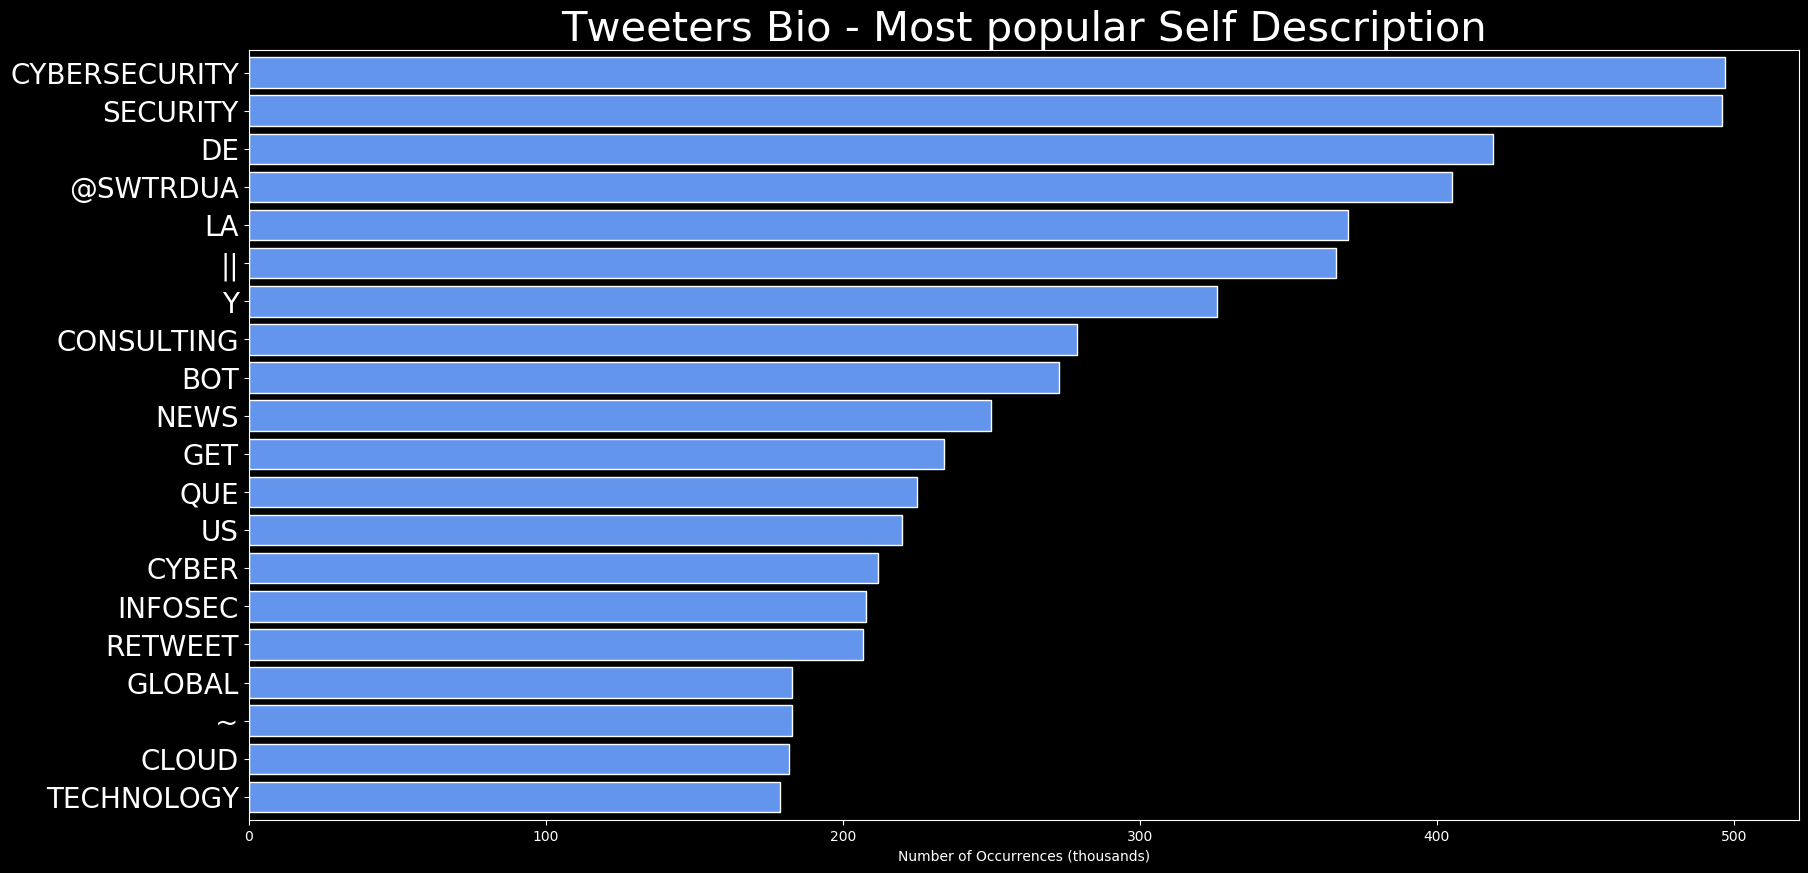 Tweeters Bio - Most popular Self Description
CYBERSECURITY
SECURITY
DE
@SWTRDUA
LA
||
Y
CONSULTING
BOT
NEWS
GET
QUE
US
CYBER
INFOSEC
RETWEET
GLOBAL
~
CLOUD
TECHNOLOGY
0 100 200 300 400 500
Number of Occurrences (thousands)